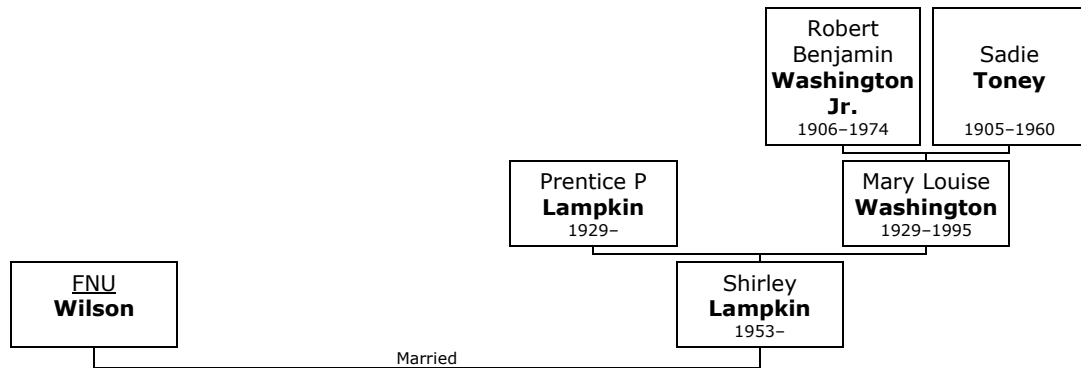 Robert
Benjamin
Washington
Jr.
1906–1974
Sadie
Toney
1905–1960
Prentice P
Lampkin
1929–
Mary Louise
Washington
1929–1995
FNU
Wilson
Shirley
Lampkin
1953–
Married